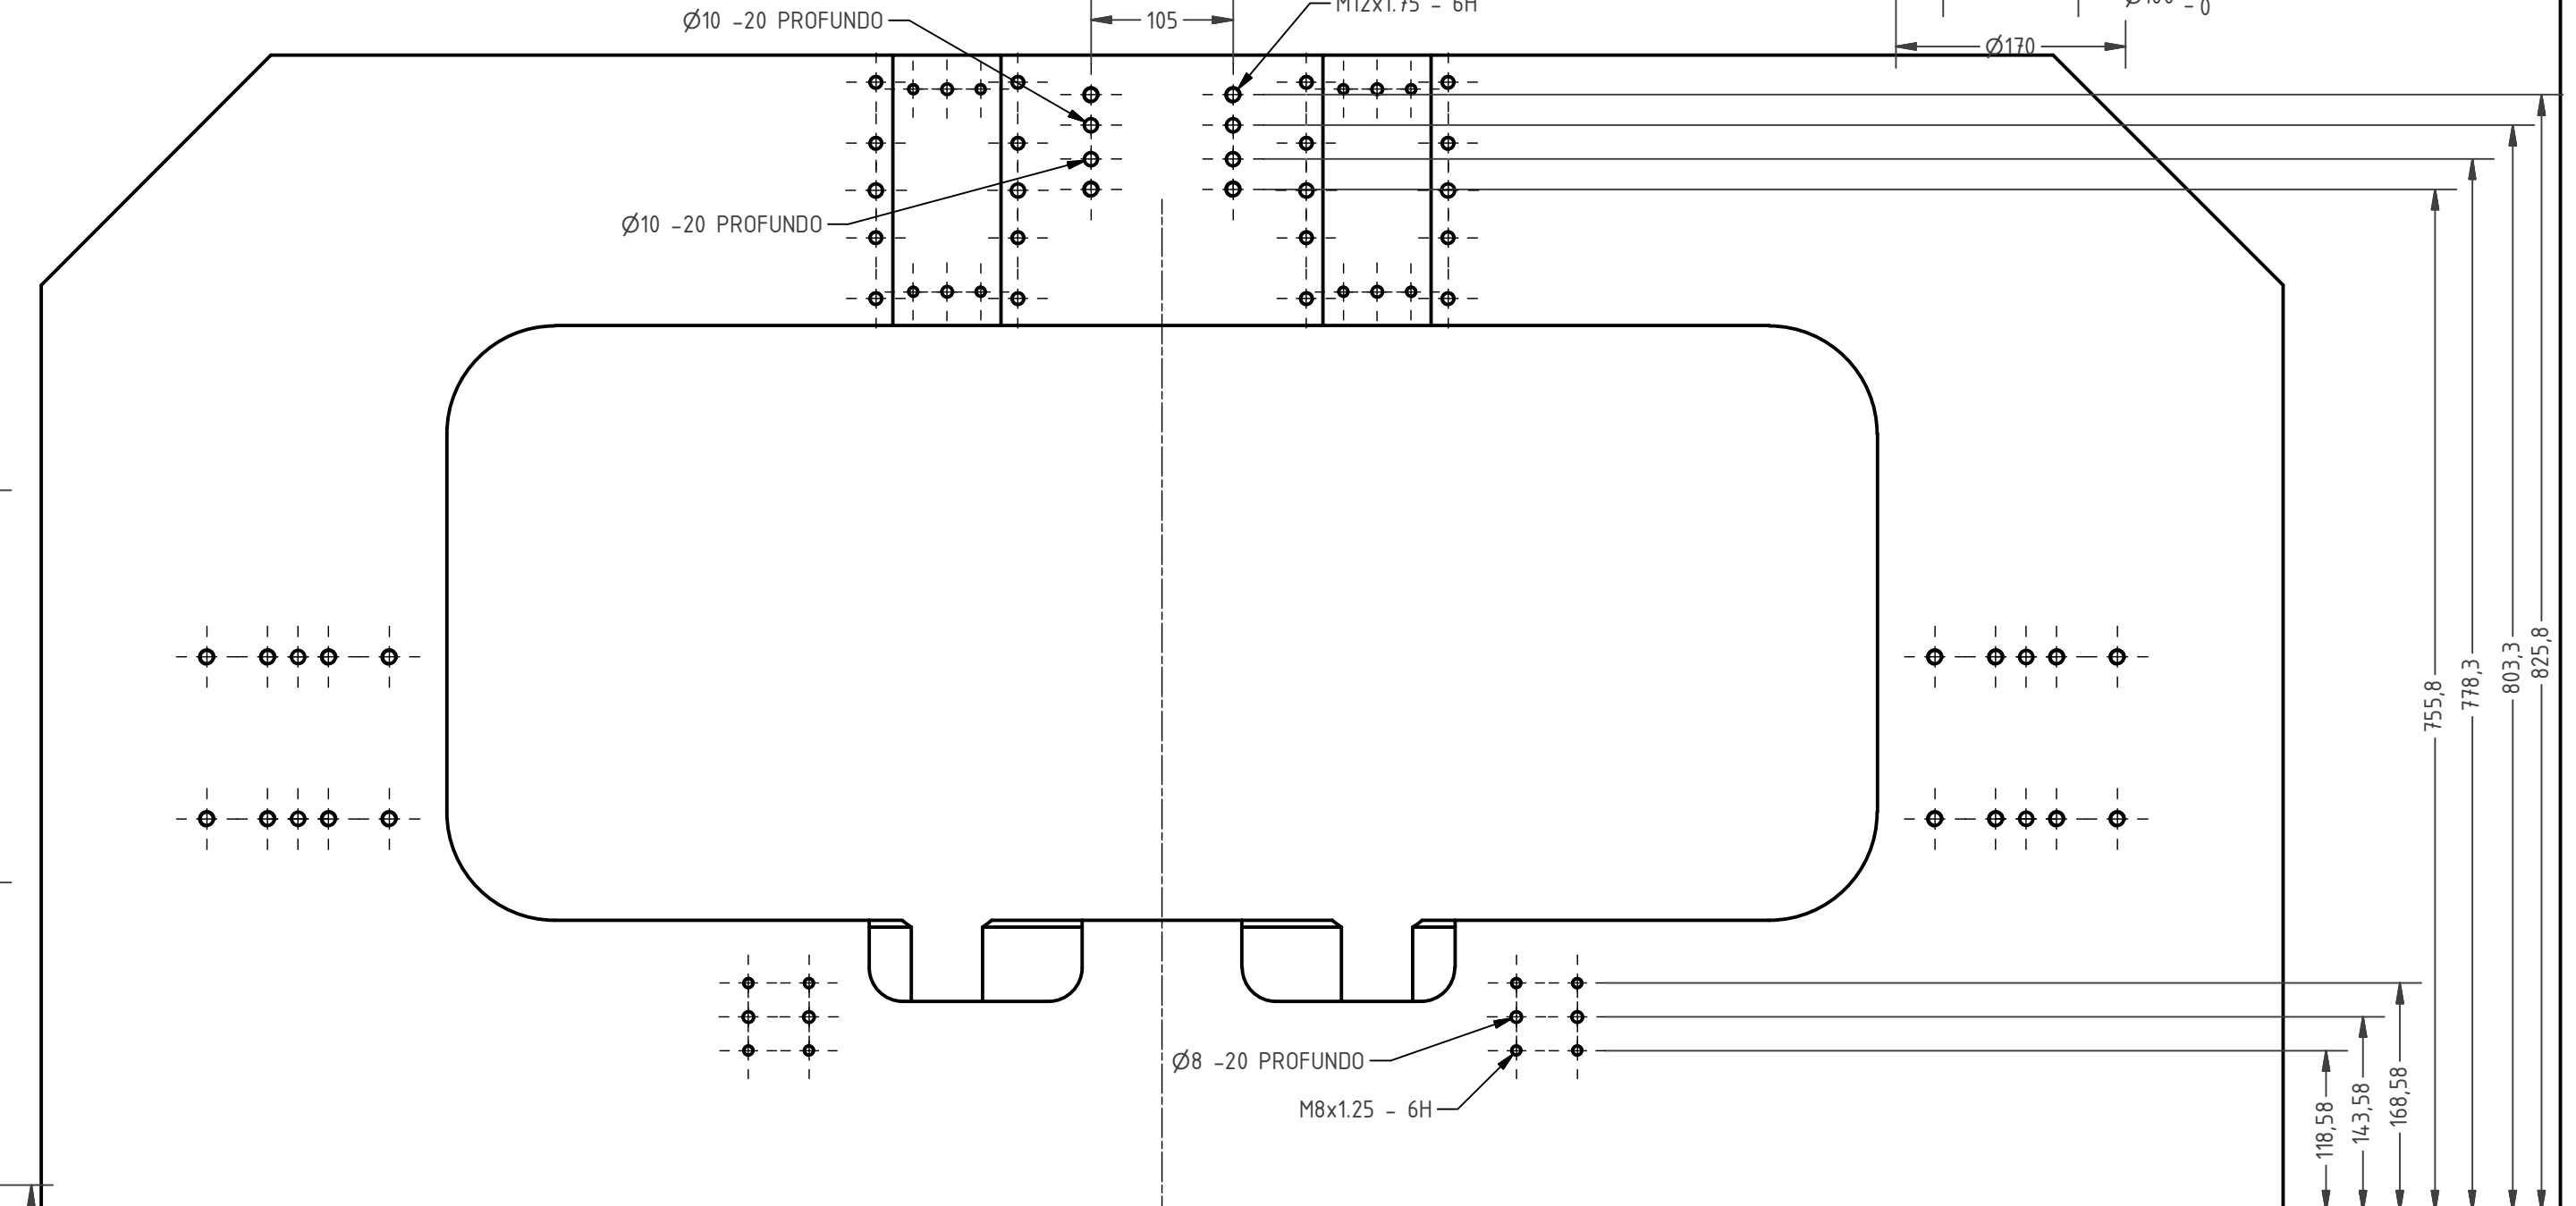 Ø10 -20 PROFUNDO
105
M12x1.75 - 6H
Ø170
Ø10 -20 PROFUNDO
825,8
803,3
778,3
755,8
Ø8 -20 PROFUNDO
M8x1.25 - 6H
168,58
143,58
118,58